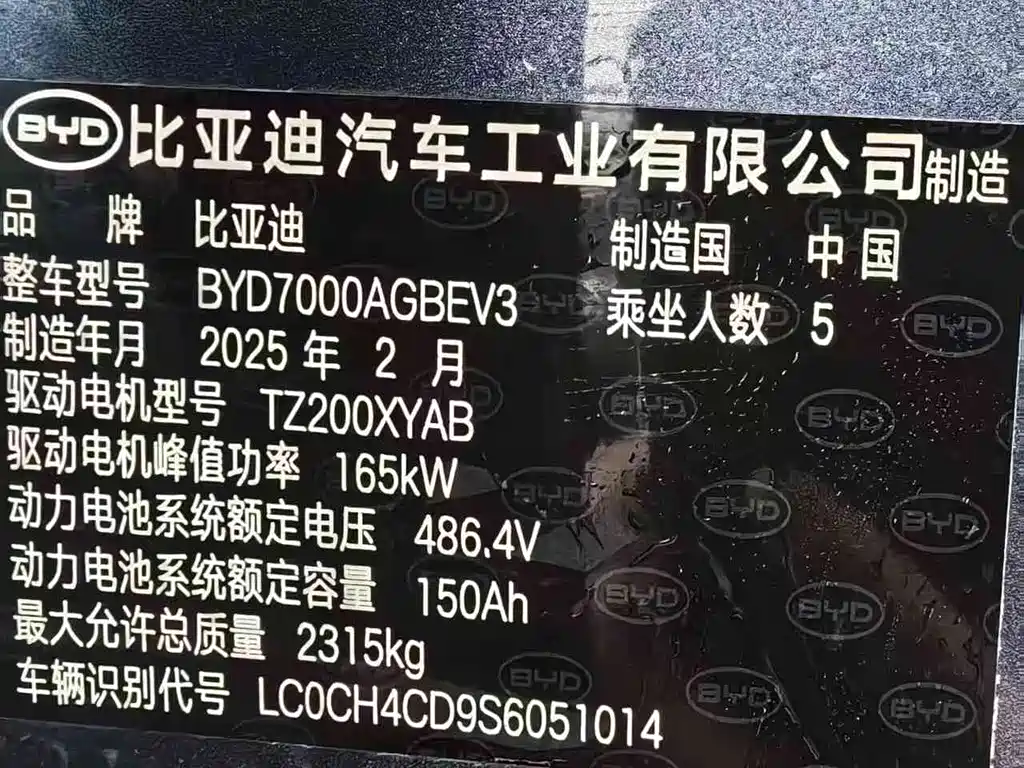 BYD 比亚迪汽车工业有限公司制造
品 牌 比亚迪 制造国 中国
整车型号 BYD7000AGBEV3 乘坐人数 5
制造年月 2025 年 2 月
驱动电机型号 TZ200XYAB
驱动电机峰值功率 165kW
动力电池系统额定电压 486.4V
动力电池系统额定容量 150Ah
最大允许总质量 2315kg
车辆识别代号 LC0CH4CD9S6051014